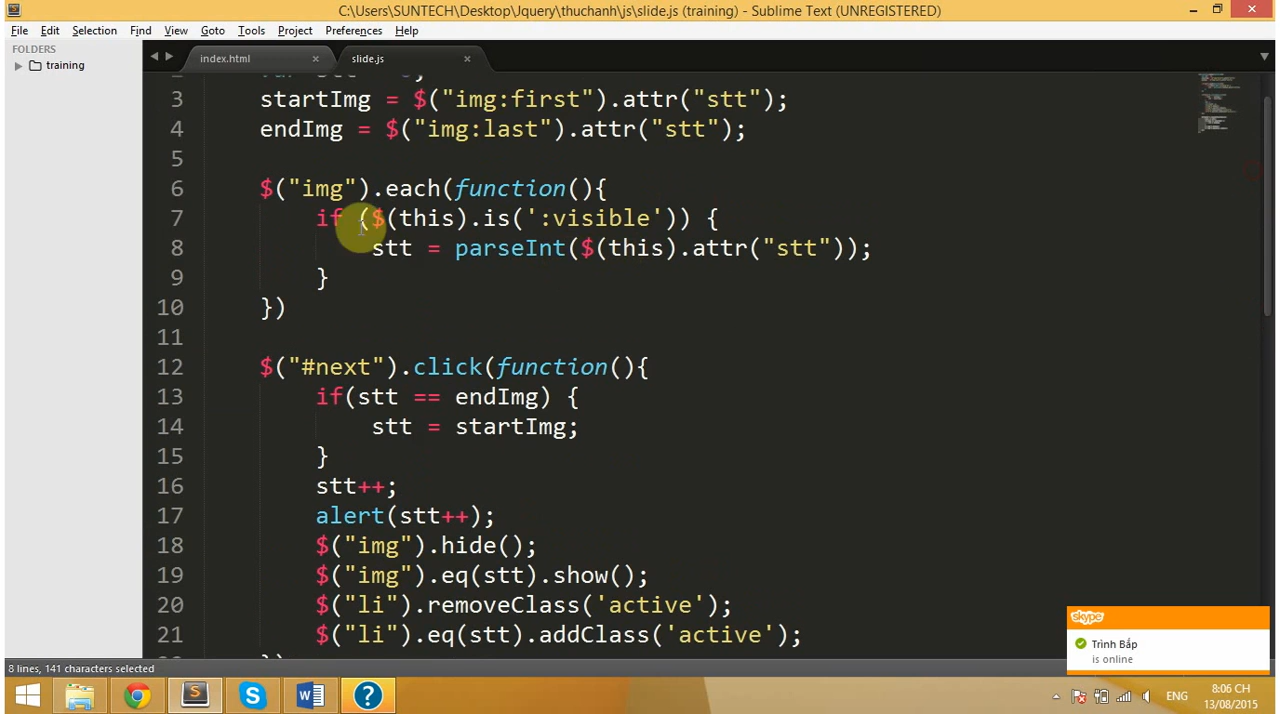 C:\Users\SUNTECH\Desktop\Jquery\thuchanh\js\slide.js (training) - Sublime Text (UNREGISTERED)
File Edit Selection Find View Goto Tools Project Preferences Help
FOLDERS
training
index.html
slide.js
3 startImg = $("img:first").attr("stt");
4 endImg = $("img:last").attr("stt");
5
6 $("img").each(function(){
7 if ($(this).is(':visible')) {
8 stt = parseInt($(this).attr("stt"));
9 }
10 })
11
12 $("#next").click(function(){
13 if(stt == endImg) {
14 stt = startImg;
15 }
16 stt++;
17 alert(stt++);
18 $("img").hide();
19 $("img").eq(stt).show();
20 $("li").removeClass('active');
21 $("li").eq(stt).addClass('active');
skype
Trình Bắp
is online
8 lines, 141 characters selected
ENG
8:06 CH
13/08/2015